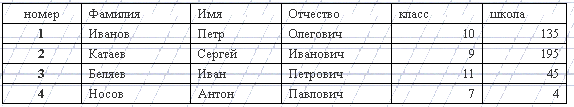 номер Фамилия Имя Отчество класс школа
1 Иванов Петр Олегович 10 135
2 Катаев Сергей Иванович 9 195
3 Беляев Иван Петрович 11 45
4 Носов Антон Павлович 7 4